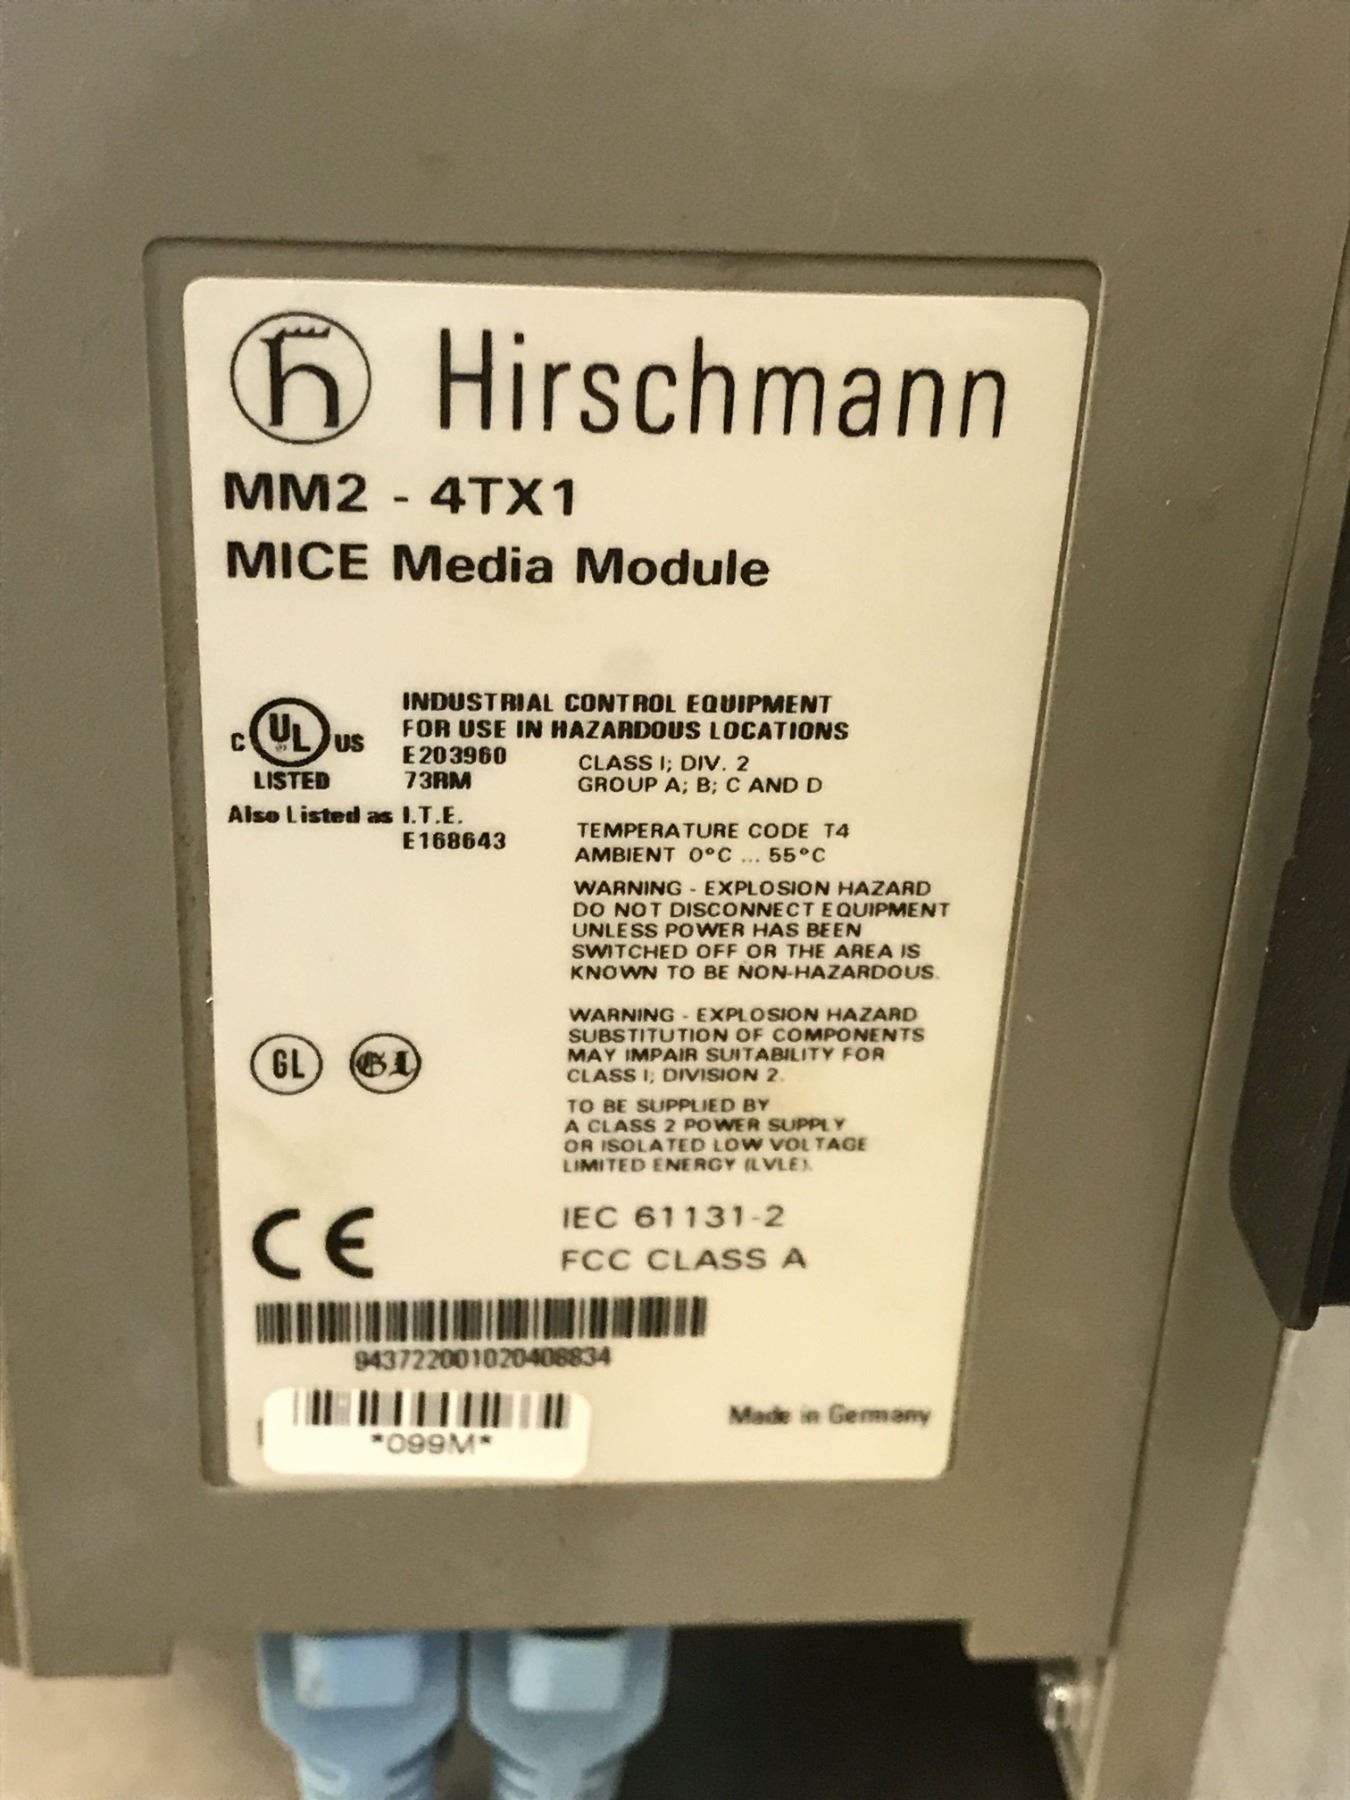 Hirschmann
MM2 - 4TX1
MICE Media Module
C UL US
LISTED
INDUSTRIAL CONTROL EQUIPMENT
FOR USE IN HAZARDOUS LOCATIONS
E203960
73RM
Also Listed as I.T.E.
E168643
CLASS I; DIV. 2
GROUP A; B; C AND D
TEMPERATURE CODE T4
AMBIENT 0°C ... 55°C
WARNING - EXPLOSION HAZARD
DO NOT DISCONNECT EQUIPMENT
UNLESS POWER HAS BEEN
SWITCHED OFF OR THE AREA IS
KNOWN TO BE NON-HAZARDOUS.
WARNING - EXPLOSION HAZARD
SUBSTITUTION OF COMPONENTS
MAY IMPAIR SUITABILITY FOR
CLASS I; DIVISION 2.
GL GL
TO BE SUPPLIED BY
A CLASS 2 POWER SUPPLY
OR ISOLATED LOW VOLTAGE
LIMITED ENERGY (LVLE).
CE
IEC 61131-2
FCC CLASS A
943722001020408834
*099M*
Made in Germany